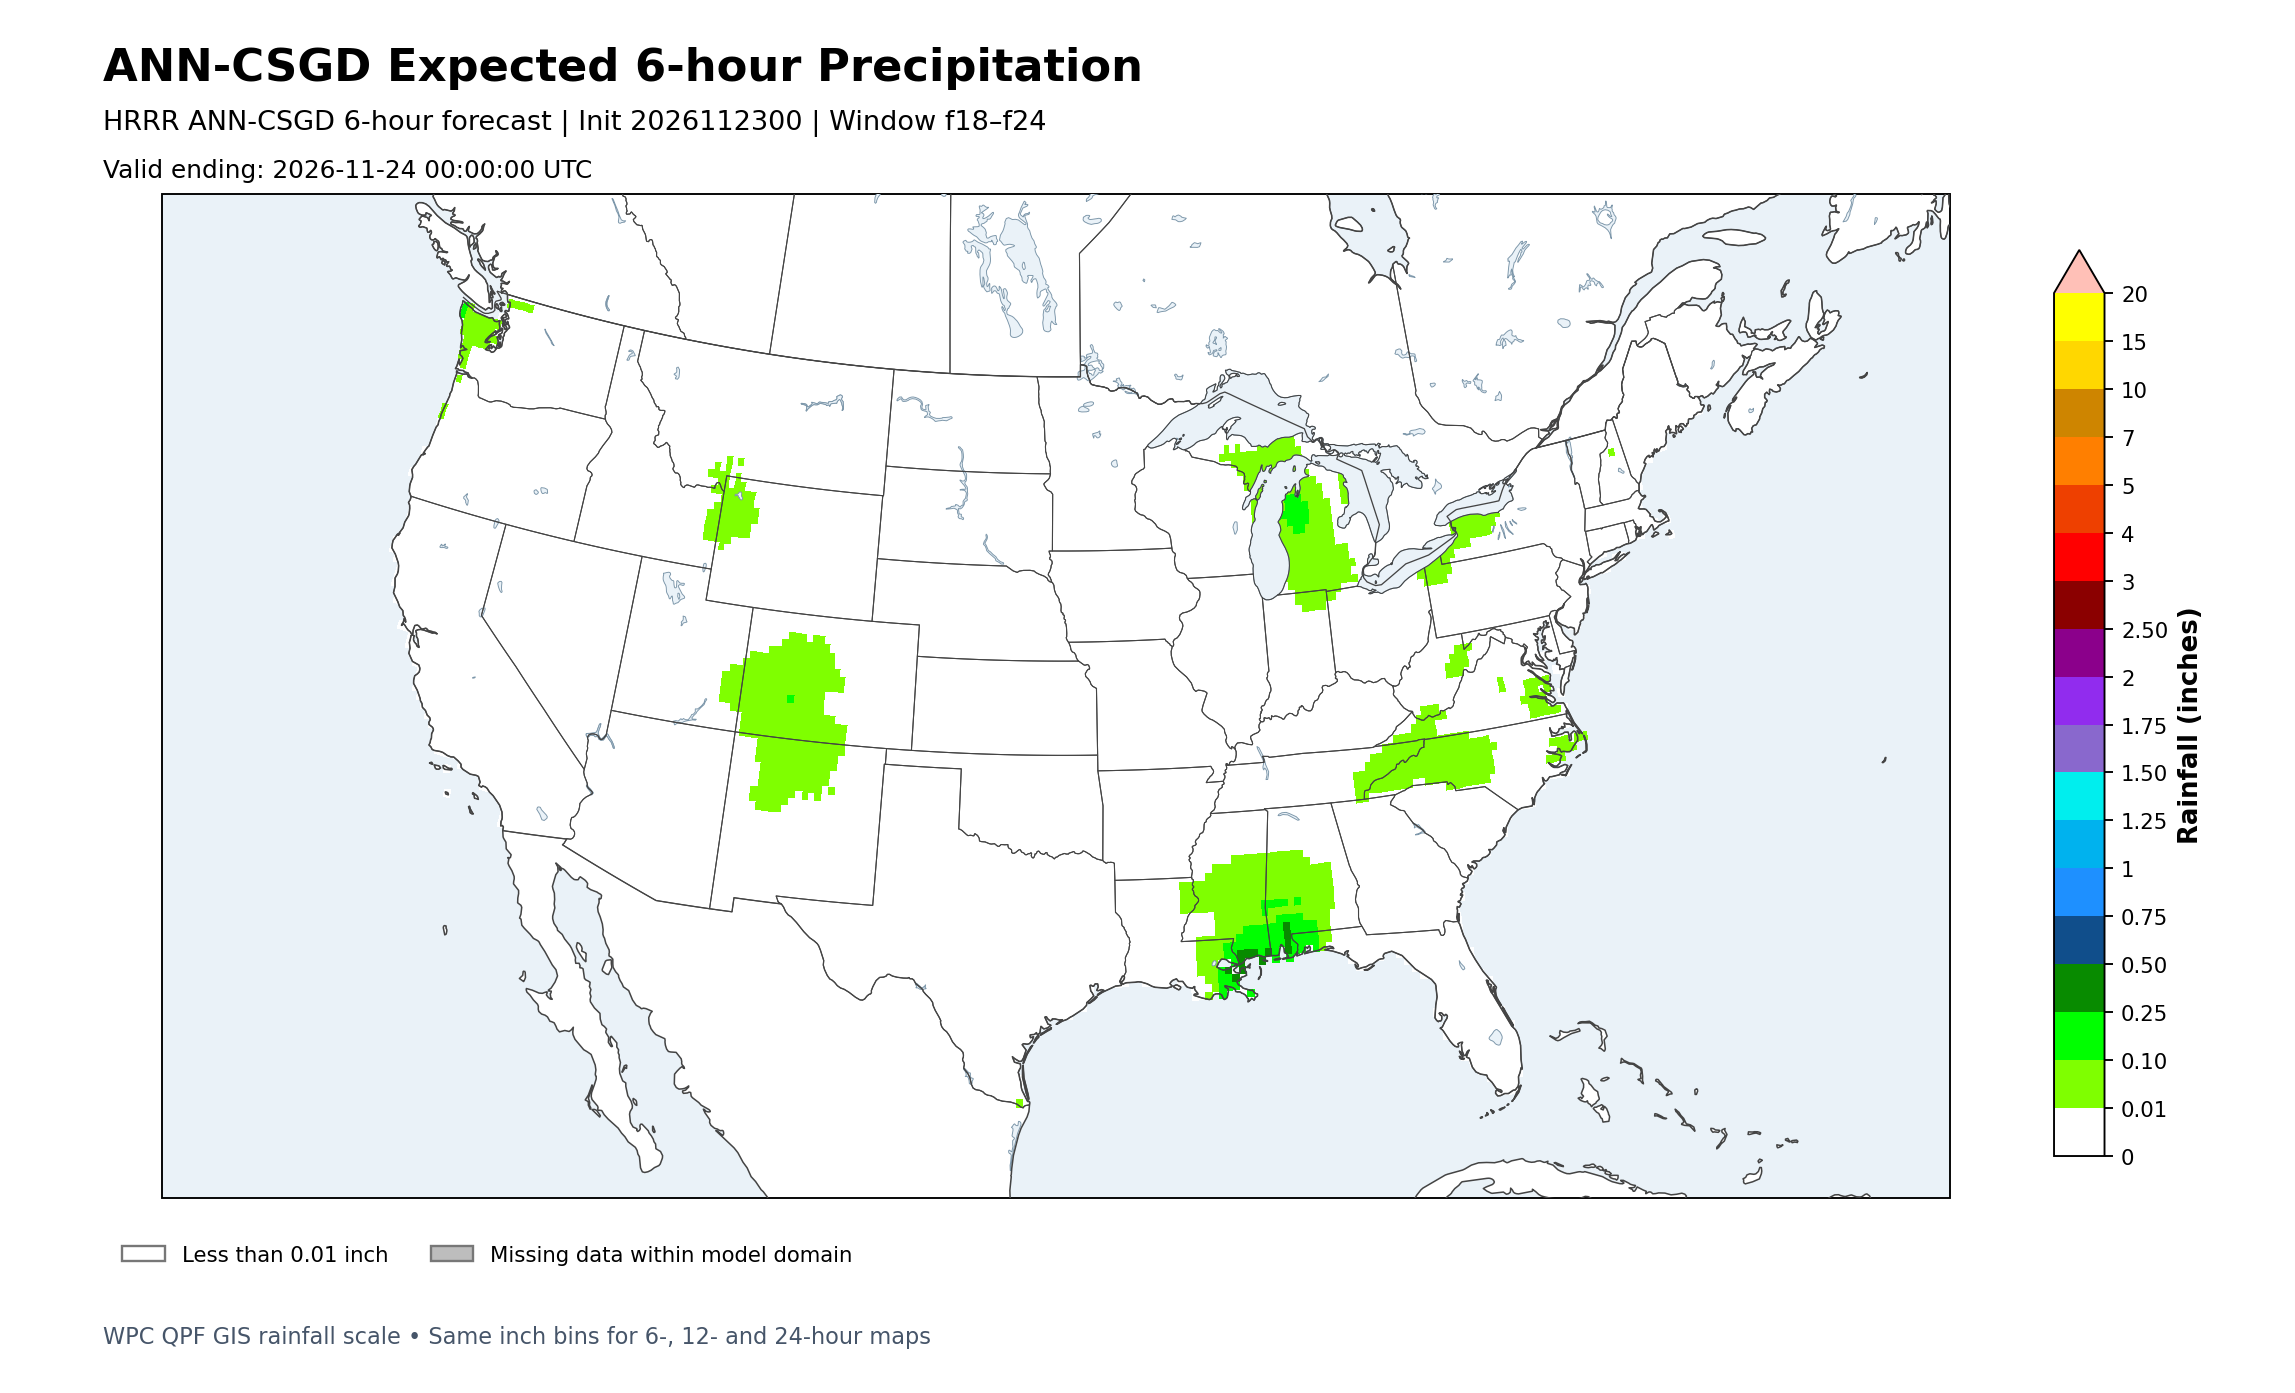 ANN-CSGD Expected 6-hour Precipitation
HRRR ANN-CSGD 6-hour forecast | Init 2026112300 | Window f18–f24
Valid ending: 2026-11-24 00:00:00 UTC
20
15
10
7
5
4
3
2.50
2
1.75
1.50
1.25
1
0.75
0.50
0.25
0.10
0.01
0
Rainfall (inches)
Less than 0.01 inch
Missing data within model domain
WPC QPF GIS rainfall scale • Same inch bins for 6-, 12- and 24-hour maps